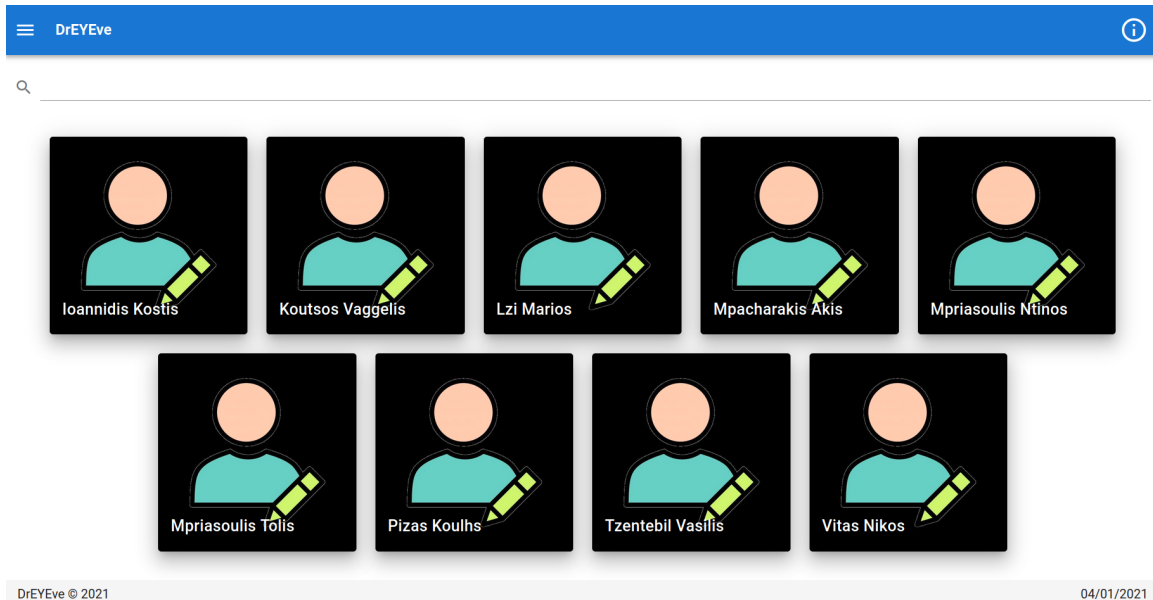 DrEYEve
Ioannidis Kostis
Koutsos Vaggelis
Lzi Marios
Mpacharakis Akis
Mpriasoulis Ntinos
Mpriasoulis Tolis
Pizas Koulhs
Tzentebil Vasilis
Vitas Nikos
DrEYEve © 2021
04/01/2021